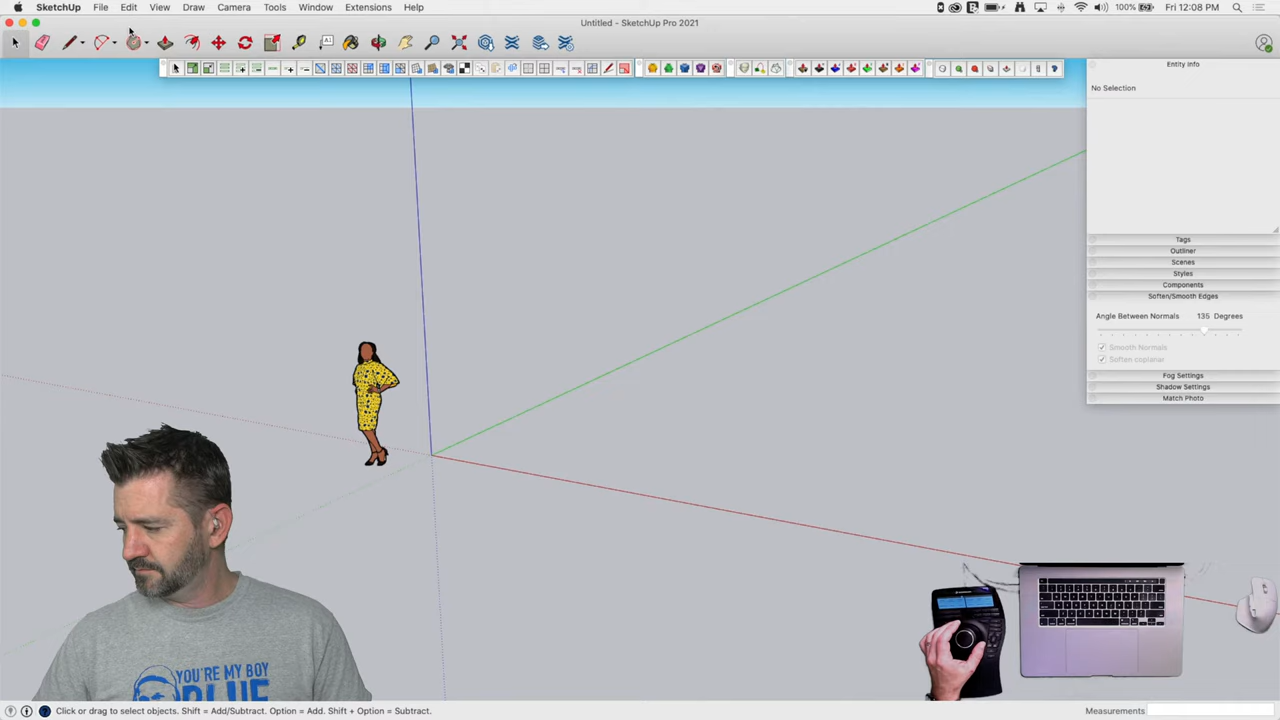 SketchUp File Edit View Draw Camera Tools Window Extensions Help
100% Fri 12:08 PM
Untitled - SketchUp Pro 2021
Entity Info
No Selection
Tags
Outliner
Scenes
Styles
Components
Soften/Smooth Edges
Angle Between Normals 135 Degrees
Smooth Normals
Soften coplanar
Fog Settings
Shadow Settings
Match Photo
YOU'RE MY BOY
BLUE
Click or drag to select objects. Shift = Add/Subtract. Option = Add. Shift + Option = Subtract.
Measurements